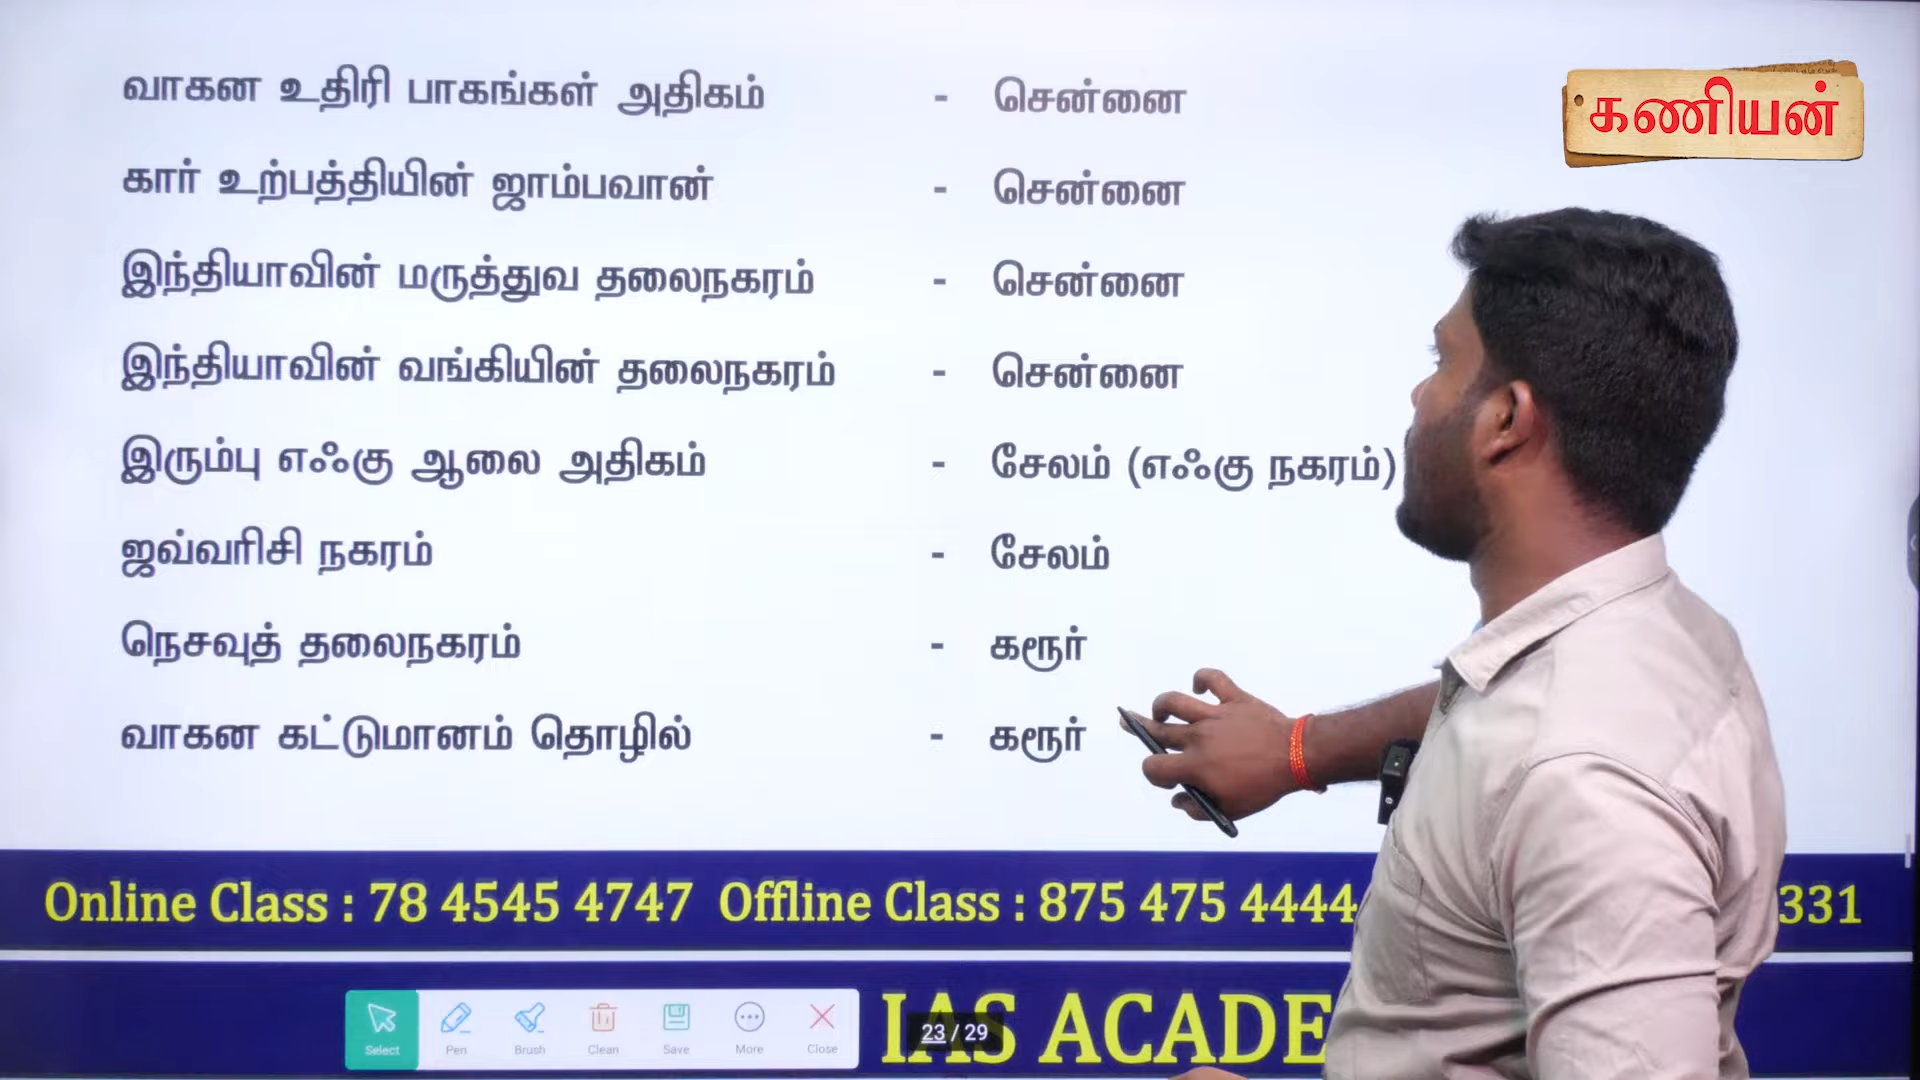 வாகன உதிரி பாகங்கள் அதிகம் - சென்னை
கணியன்
கார் உற்பத்தியின் ஜாம்பவான் - சென்னை
இந்தியாவின் மருத்துவ தலைநகரம் - சென்னை
இந்தியாவின் வங்கியின் தலைநகரம் - சென்னை
இரும்பு எஃகு ஆலை அதிகம் - சேலம் (எஃகு நகரம்)
ஜவ்வரிசி நகரம் - சேலம்
நெசவுத் தலைநகரம் - கரூர்
வாகன கட்டுமானம் தொழில் - கரூர்
Online Class : 78 4545 4747 Offline Class : 875 475 4444 331
IAS ACADE
23 / 29
Select Pen Brush Clean Save More Close